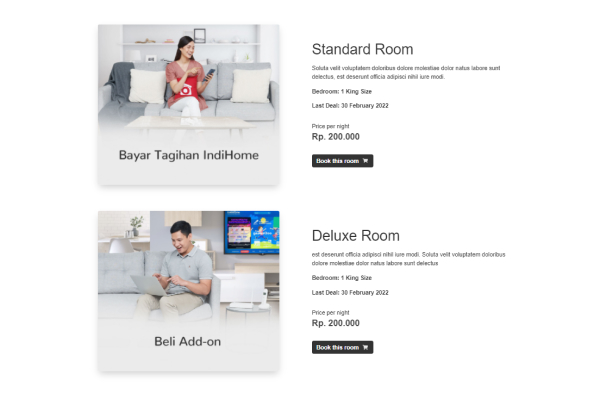 Bayar Tagihan IndiHome
Standard Room
Soluta velit voluptatem doloribus dolore molestiae dolor natus labore sunt
delectus, est deserunt officia adipisci nihil iure modi.
Bedroom: 1 King Size
Last Deal: 30 February 2022
Price per night
Rp. 200.000
Book this room
Beli Add-on
Deluxe Room
est deserunt officia adipisci nihil iure modi. Soluta velit voluptatem doloribus
dolore molestiae dolor natus labore sunt delectus
Bedroom: 1 King Size
Last Deal: 30 February 2022
Price per night
Rp. 200.000
Book this room